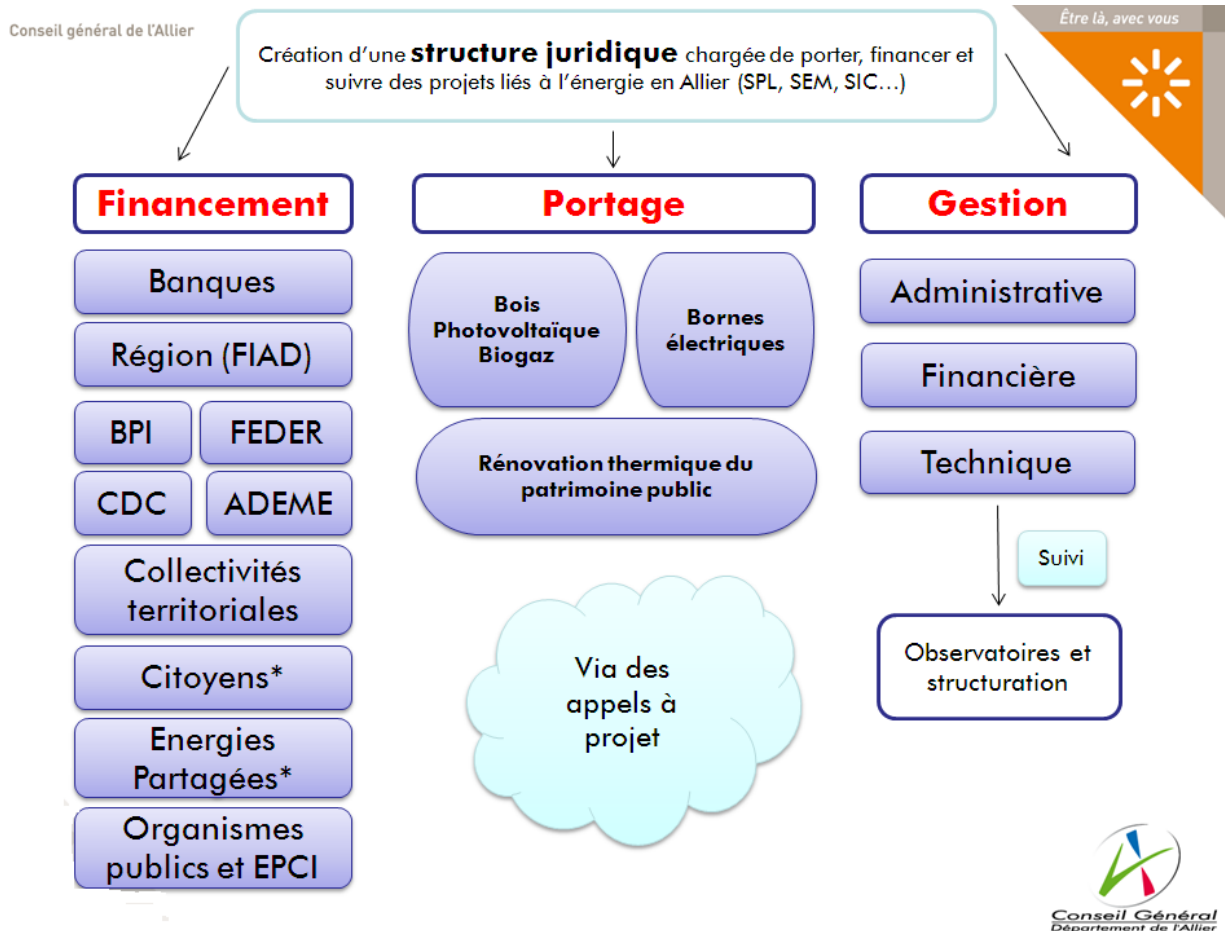 Conseil général de l'Allier
Être là, avec vous
Création d'une structure juridique chargée de porter, financer et
suivre des projets liés à l'énergie en Allier (SPL, SEM, SIC…)
Financement
Banques
Région (FIAD)
BPI
FEDER
CDC
ADEME
Collectivités
territoriales
Citoyens*
Energies
Partagées*
Organismes
publics et EPCI
Portage
Bois
Photovoltaïque
Biogaz
Bornes
électriques
Rénovation thermique du
patrimoine public
Via des
appels à
projet
Gestion
Administrative
Financière
Technique
Suivi
Observatoires et
structuration
Conseil Général
Département de l'Allier